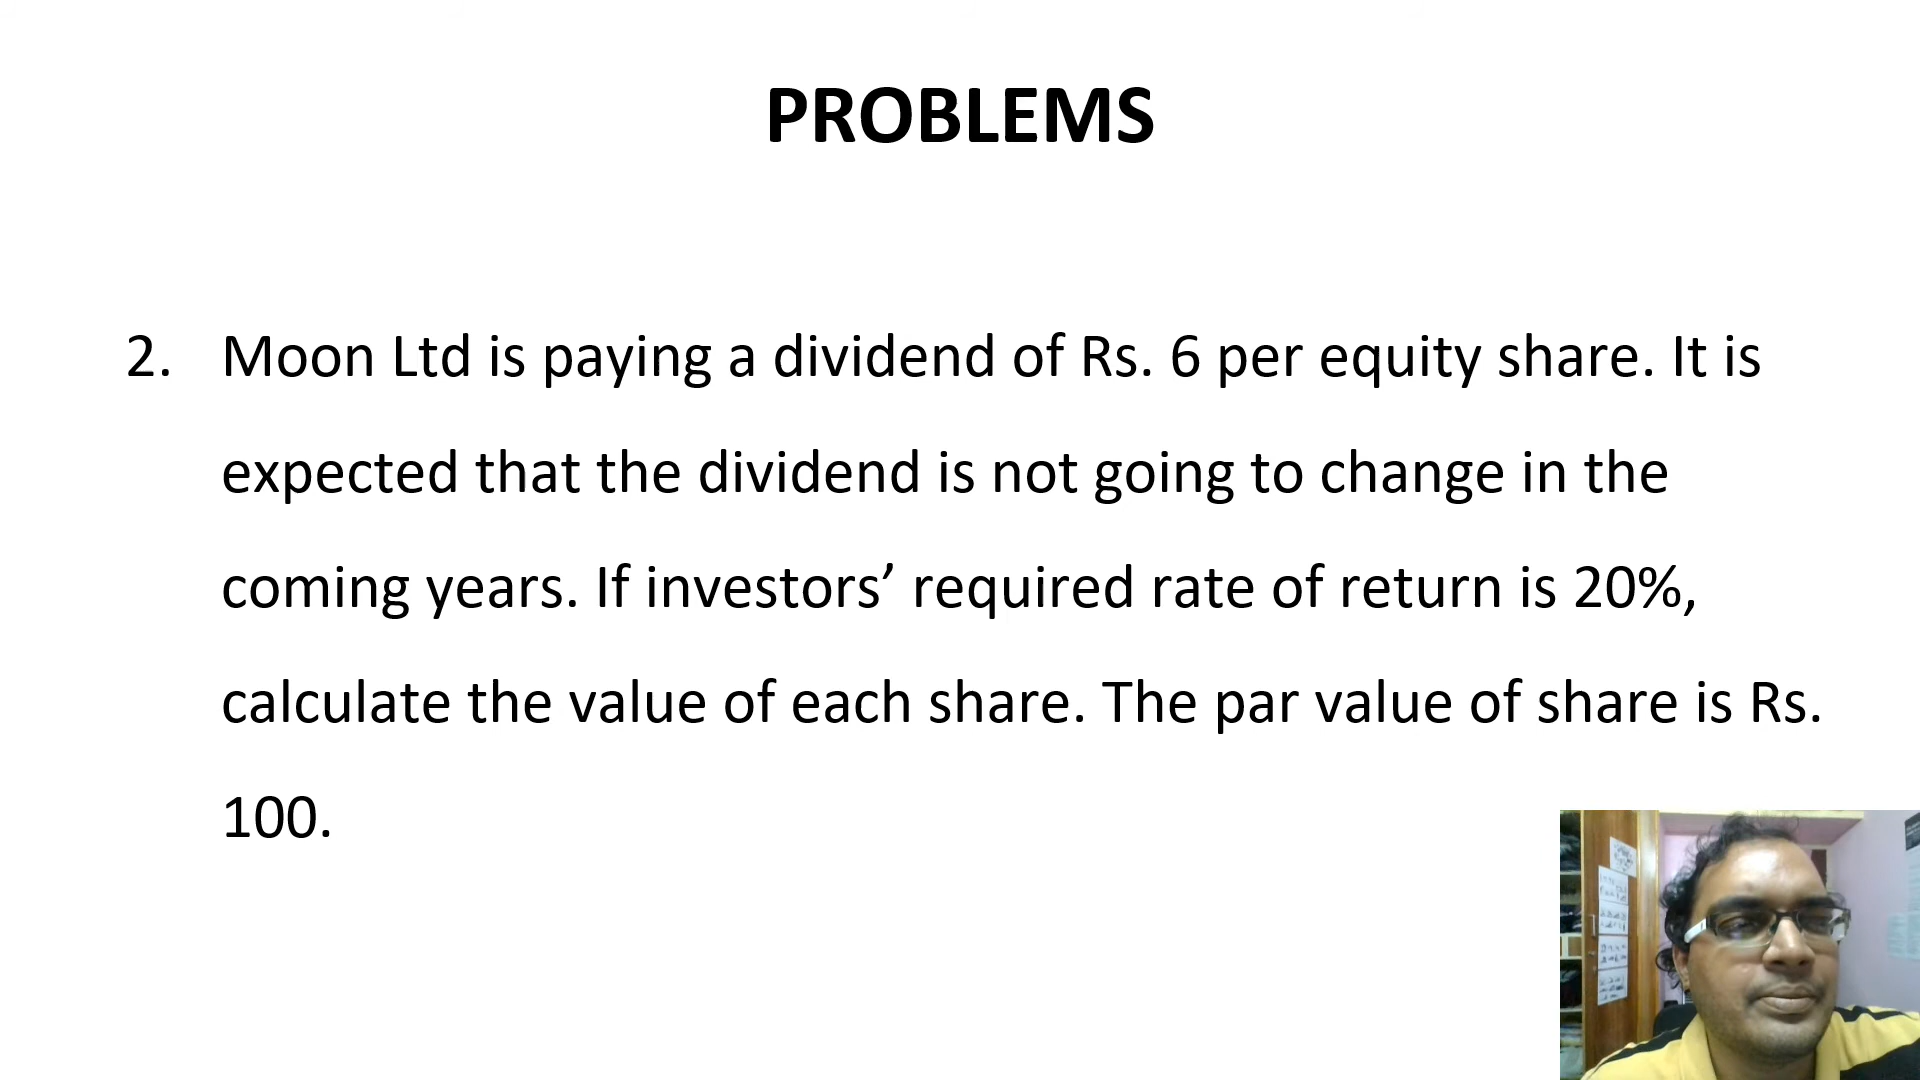 PROBLEMS
2. Moon Ltd is paying a dividend of Rs. 6 per equity share. It is
expected that the dividend is not going to change in the
coming years. If investors’ required rate of return is 20%,
calculate the value of each share. The par value of share is Rs.
100.